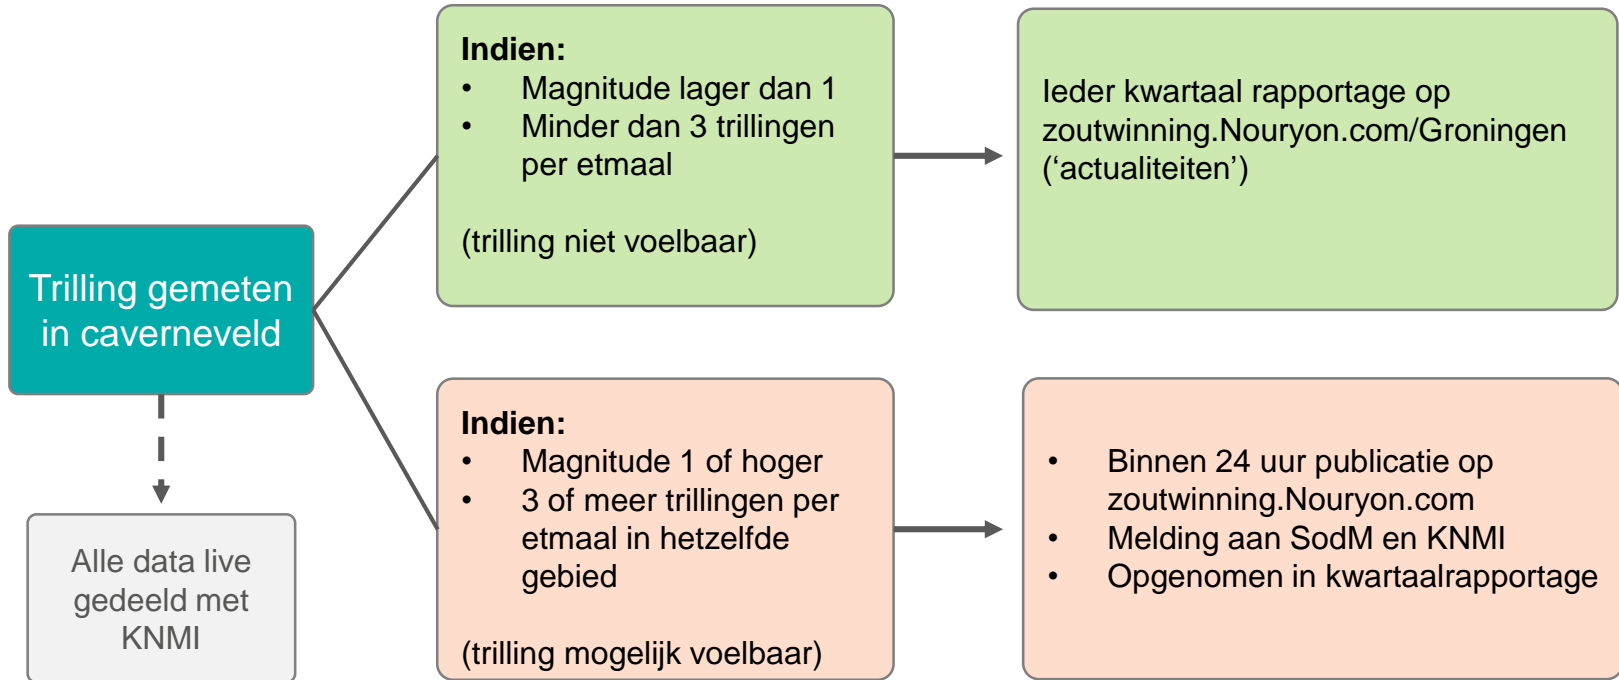 Trilling gemeten
in caverneveld
Alle data live
gedeeld met
KNMI
Indien:
• Magnitude lager dan 1
• Minder dan 3 trillingen
per etmaal
(trilling niet voelbaar)
Ieder kwartaal rapportage op
zoutwinning.Nouryon.com/Groningen
(‘actualiteiten’)
Indien:
• Magnitude 1 of hoger
• 3 of meer trillingen per
etmaal in hetzelfde
gebied
(trilling mogelijk voelbaar)
• Binnen 24 uur publicatie op
zoutwinning.Nouryon.com
• Melding aan SodM en KNMI
• Opgenomen in kwartaalrapportage